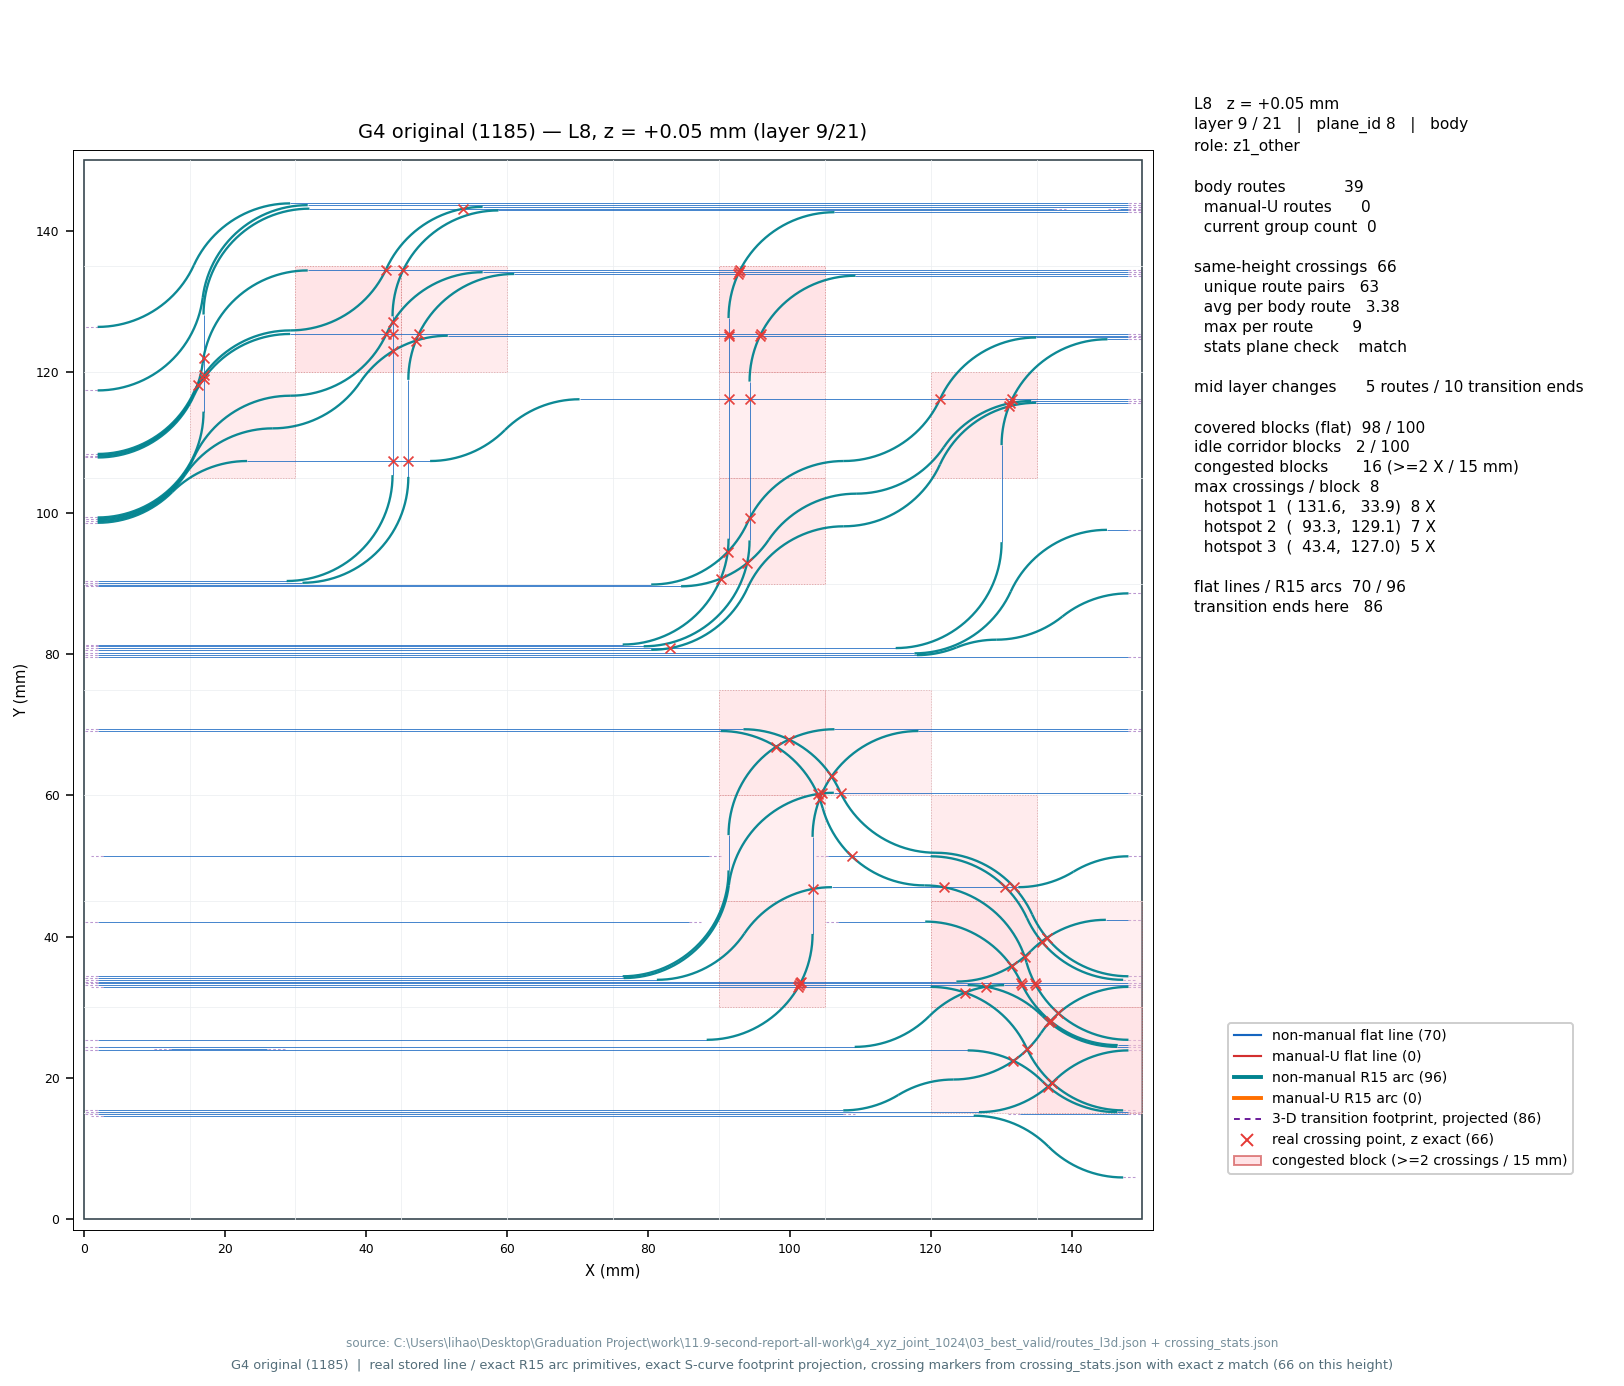 G4 original (1185) — L8, z = +0.05 mm (layer 9/21)
L8   z = +0.05 mm
layer 9 / 21   |   plane_id 8   |   body
role: z1_other
body routes   39
manual-U routes   0
current group count   0
same-height crossings   66
unique route pairs   63
avg per body route   3.38
max per route   9
stats plane check   match
mid layer changes   5 routes / 10 transition ends
covered blocks (flat)   98 / 100
idle corridor blocks   2 / 100
congested blocks   16 (>=2 X / 15 mm)
max crossings / block   8
hotspot 1   ( 131.6,   33.9)   8 X
hotspot 2   (  93.3,   129.1)   7 X
hotspot 3   (  43.4,   127.0)   5 X
flat lines / R15 arcs   70 / 96
transition ends here   86
Y (mm)
140
120
100
80
60
40
20
0
0 20 40 60 80 100 120 140
X (mm)
non-manual flat line (70)
manual-U flat line (0)
non-manual R15 arc (96)
manual-U R15 arc (0)
3-D transition footprint, projected (86)
real crossing point, z exact (66)
congested block (>=2 crossings / 15 mm)
source: C:\Users\lihao\Desktop\Graduation Project\work\11.9-second-report-all-work\g4_xyz_joint_1024\03_best_valid/routes_l3d.json + crossing_stats.json
G4 original (1185)  |  real stored line / exact R15 arc primitives, exact S-curve footprint projection, crossing markers from crossing_stats.json with exact z match (66 on this height)